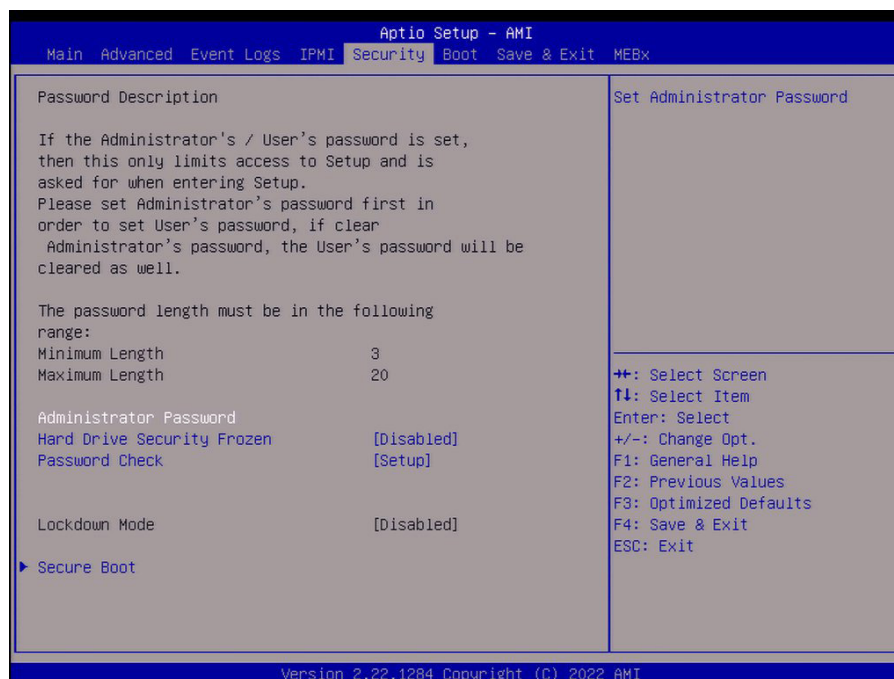 Aptio Setup – AMI
Main Advanced Event Logs IPMI Security Boot Save & Exit MEBx
Password Description
If the Administrator's / User's password is set,
then this only limits access to Setup and is
asked for when entering Setup.
Please set Administrator's password first in
order to set User's password, if clear
Administrator's password, the User's password will be
cleared as well.
The password length must be in the following
range:
Minimum Length 3
Maximum Length 20
Administrator Password
Hard Drive Security Frozen [Disabled]
Password Check [Setup]
Lockdown Mode [Disabled]
Secure Boot
Set Administrator Password
→←: Select Screen
↑↓: Select Item
Enter: Select
+/-: Change Opt.
F1: General Help
F2: Previous Values
F3: Optimized Defaults
F4: Save & Exit
ESC: Exit
Version 2.22.1284 Copyright (C) 2022 AMI